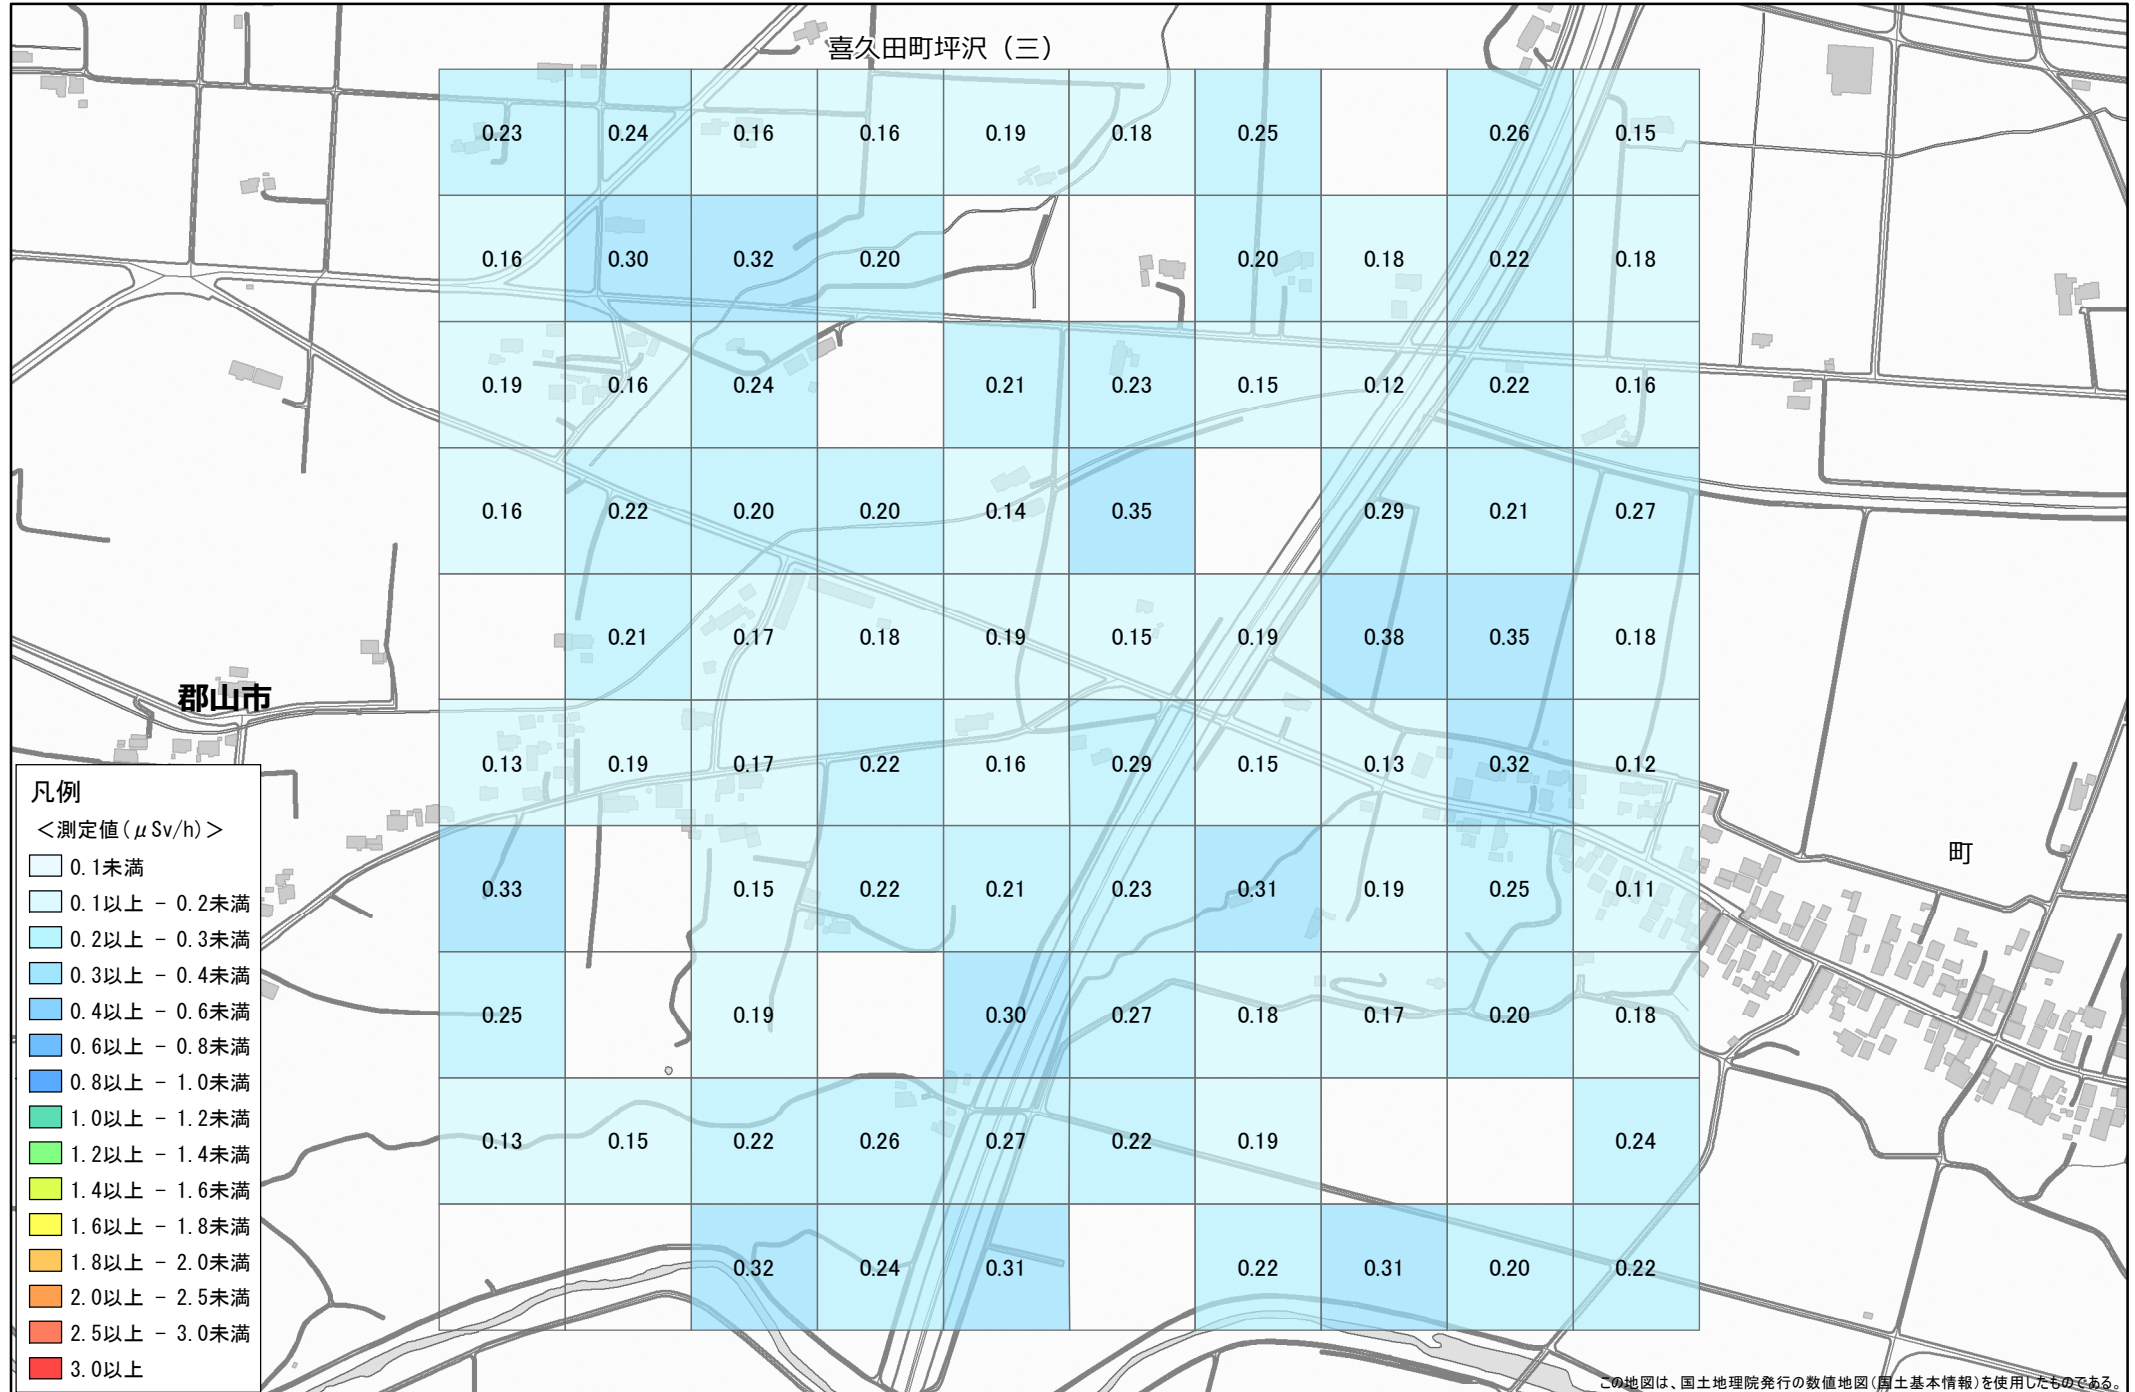 喜久田町坪沢（三）
0.23 0.24 0.16 0.16 0.19 0.18 0.25 0.26 0.15
0.16 0.30 0.32 0.20 0.20 0.18 0.22 0.18
0.19 0.16 0.24 0.21 0.23 0.15 0.12 0.22 0.16
0.16 0.22 0.20 0.20 0.14 0.35 0.29 0.21 0.27
0.21 0.17 0.18 0.19 0.15 0.19 0.38 0.35 0.18
郡山市
0.13 0.19 0.17 0.22 0.16 0.29 0.15 0.13 0.32 0.12
町
0.33 0.15 0.22 0.21 0.23 0.31 0.19 0.25 0.11
0.25 0.19 0.30 0.27 0.18 0.17 0.20 0.18
0.13 0.15 0.22 0.26 0.27 0.22 0.19 0.24
0.32 0.24 0.31 0.22 0.31 0.20 0.22
凡例
＜測定値(μSv/h)＞
0.1未満
0.1以上 － 0.2未満
0.2以上 － 0.3未満
0.3以上 － 0.4未満
0.4以上 － 0.6未満
0.6以上 － 0.8未満
0.8以上 － 1.0未満
1.0以上 － 1.2未満
1.2以上 － 1.4未満
1.4以上 － 1.6未満
1.6以上 － 1.8未満
1.8以上 － 2.0未満
2.0以上 － 2.5未満
2.5以上 － 3.0未満
3.0以上
この地図は、国土地理院発行の数値地図(国土基本情報)を使用したものである。